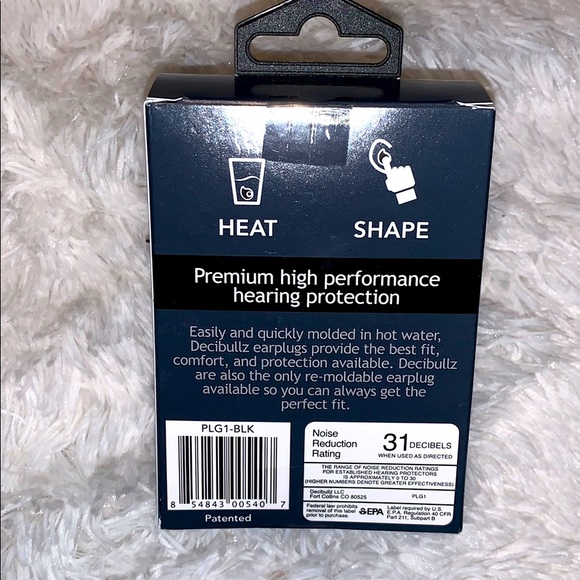 HEAT
SHAPE
Premium high performance
hearing protection
Easily and quickly molded in hot water,
Decibullz earplugs provide the best fit,
comfort, and protection available. Decibullz
are also the only re-moldable earplug
available so you can always get the
perfect fit.
PLG1-BLK
8 54843 00540 7
Patented
Noise
Reduction
Rating
31 DECIBELS
WHEN USED AS DIRECTED
THE RANGE OF NOISE REDUCTION RATINGS
FOR ESTABLISHED HEARING PROTECTORS
IS APPROXIMATELY 0 TO 30
(HIGHER NUMBERS DENOTE GREATER EFFECTIVENESS)
Decibullz LLC
Fort Collins CO 80525
PLG1
Federal law prohibits
removal of this label
prior to purchase.
EPA
Label required by U.S.
E.P.A. Regulation 40 CFR
Part 211, Subpart B